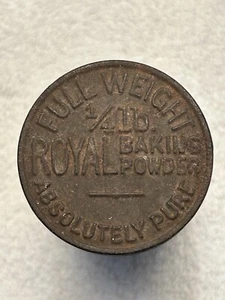 FULL WEIGHT
1/4 lb.
ROYAL BAKING
POWDER
ABSOLUTELY PURE